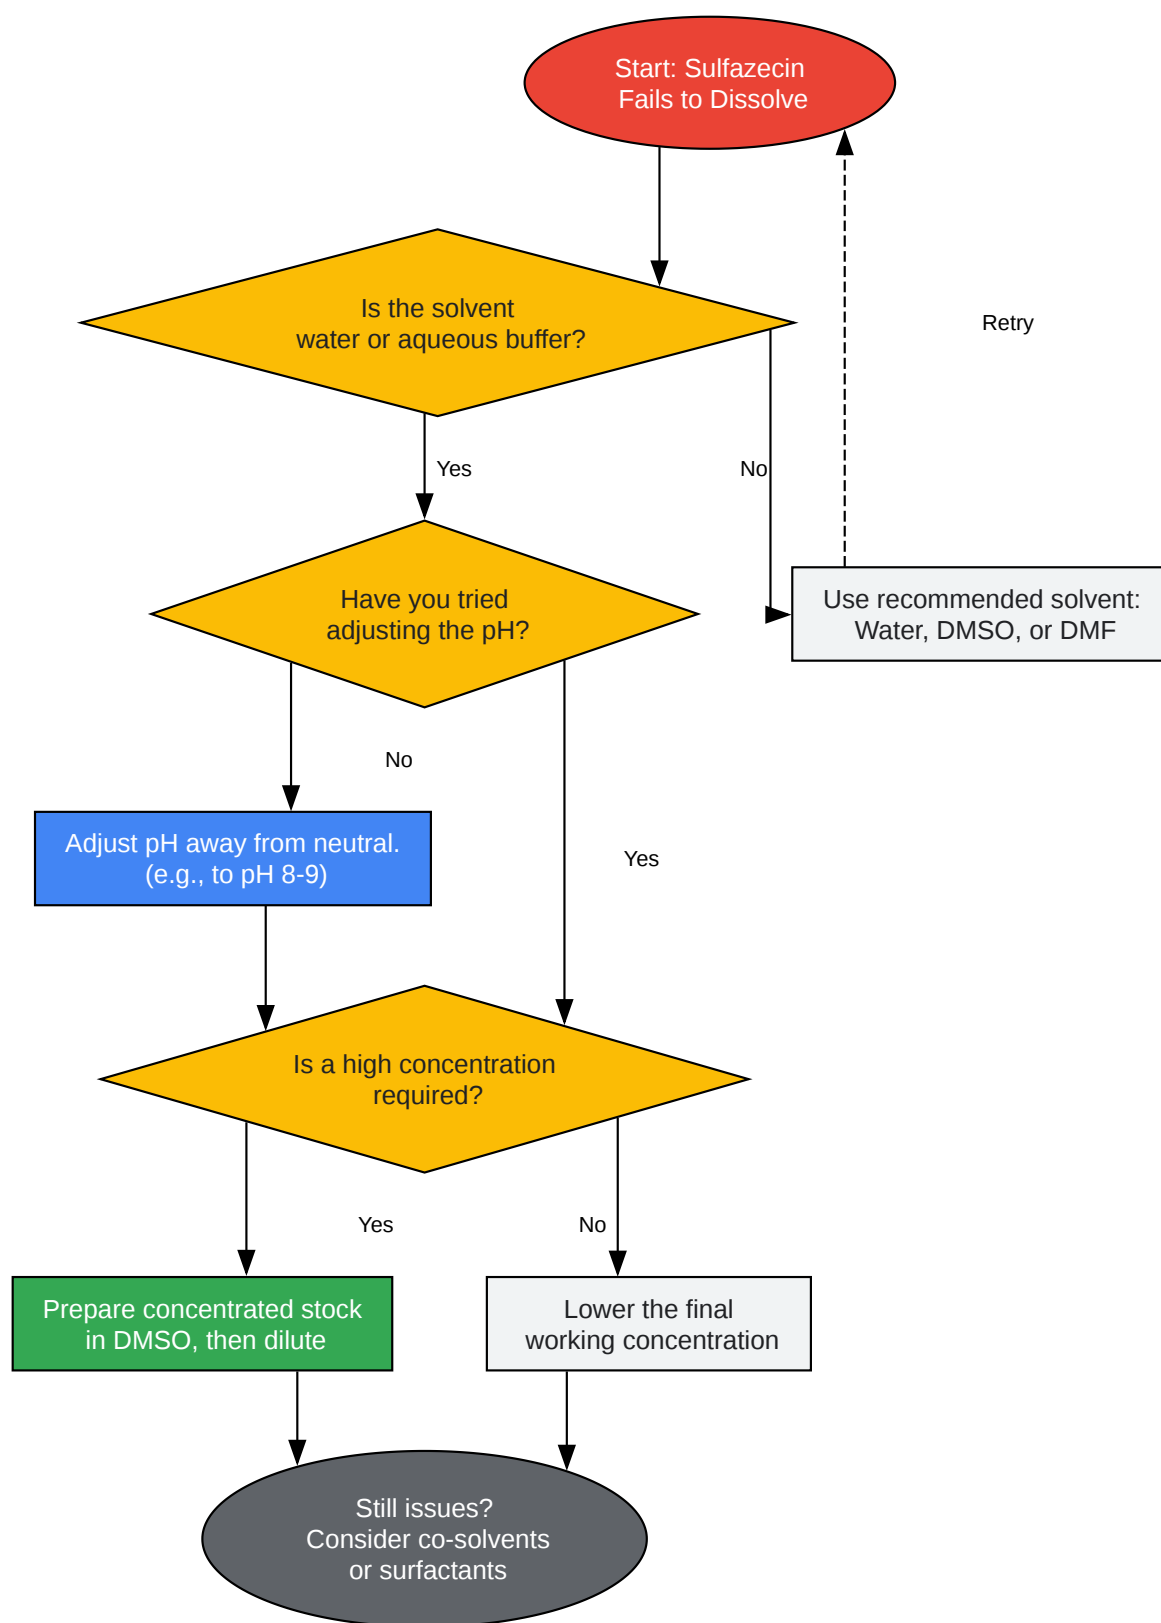 Start: Sulfazecin
Fails to Dissolve
Is the solvent
water or aqueous buffer?
Retry
Yes
No
Have you tried
adjusting the pH?
Use recommended solvent:
Water, DMSO, or DMF
No
Adjust pH away from neutral.
(e.g., to pH 8-9)
Yes
Is a high concentration
required?
Yes
No
Prepare concentrated stock
in DMSO, then dilute
Lower the final
working concentration
Still issues?
Consider co-solvents
or surfactants